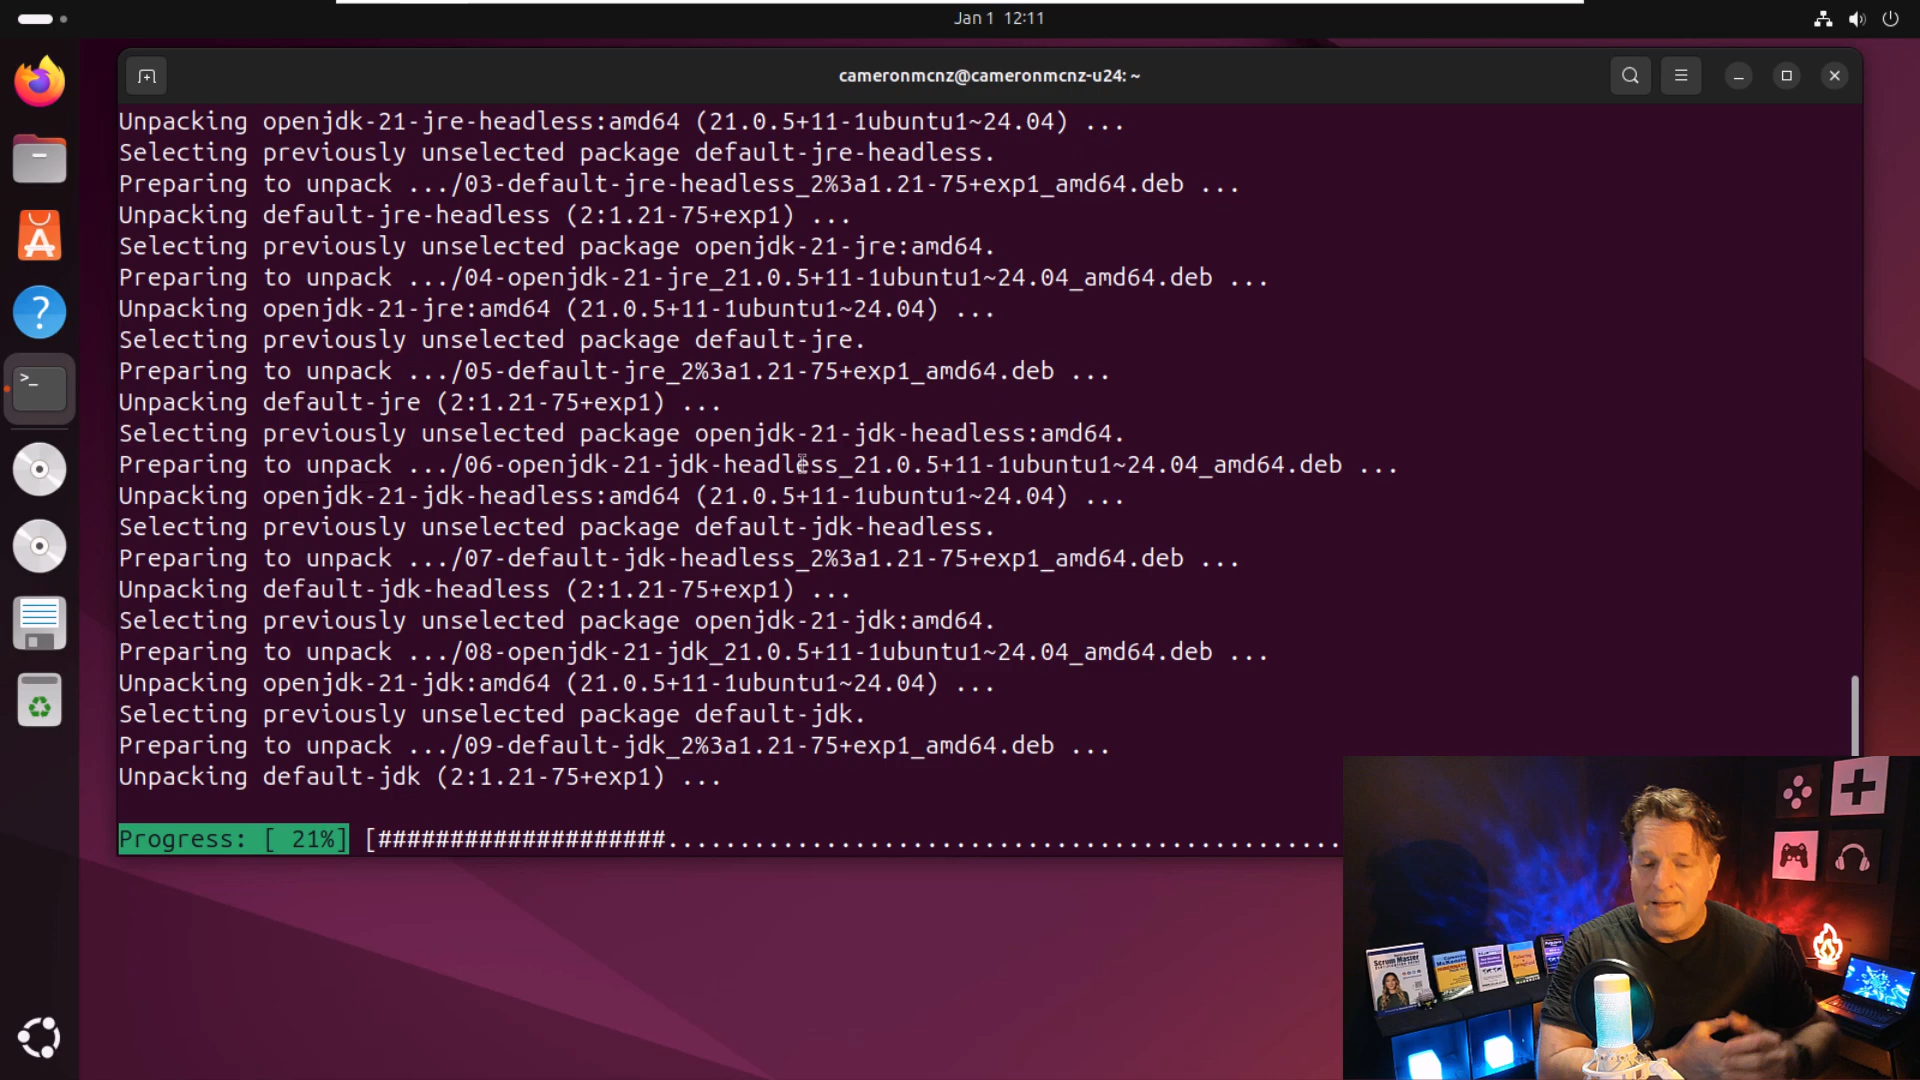 Jan 1 12:11
cameronmcnz@cameronmcnz-u24: ~
Unpacking openjdk-21-jre-headless:amd64 (21.0.5+11-1ubuntu1~24.04) ...
Selecting previously unselected package default-jre-headless.
Preparing to unpack .../03-default-jre-headless_2%3a1.21-75+exp1_amd64.deb ...
Unpacking default-jre-headless (2:1.21-75+exp1) ...
Selecting previously unselected package openjdk-21-jre:amd64.
Preparing to unpack .../04-openjdk-21-jre_21.0.5+11-1ubuntu1~24.04_amd64.deb ...
Unpacking openjdk-21-jre:amd64 (21.0.5+11-1ubuntu1~24.04) ...
Selecting previously unselected package default-jre.
Preparing to unpack .../05-default-jre_2%3a1.21-75+exp1_amd64.deb ...
Unpacking default-jre (2:1.21-75+exp1) ...
Selecting previously unselected package openjdk-21-jdk-headless:amd64.
Preparing to unpack .../06-openjdk-21-jdk-headless_21.0.5+11-1ubuntu1~24.04_amd64.deb ...
Unpacking openjdk-21-jdk-headless:amd64 (21.0.5+11-1ubuntu1~24.04) ...
Selecting previously unselected package default-jdk-headless.
Preparing to unpack .../07-default-jdk-headless_2%3a1.21-75+exp1_amd64.deb ...
Unpacking default-jdk-headless (2:1.21-75+exp1) ...
Selecting previously unselected package openjdk-21-jdk:amd64.
Preparing to unpack .../08-openjdk-21-jdk_21.0.5+11-1ubuntu1~24.04_amd64.deb ...
Unpacking openjdk-21-jdk:amd64 (21.0.5+11-1ubuntu1~24.04) ...
Selecting previously unselected package default-jdk.
Preparing to unpack .../09-default-jdk_2%3a1.21-75+exp1_amd64.deb ...
Unpacking default-jdk (2:1.21-75+exp1) ...
Progress: [ 21%] [####################...............................................
Scrum Master